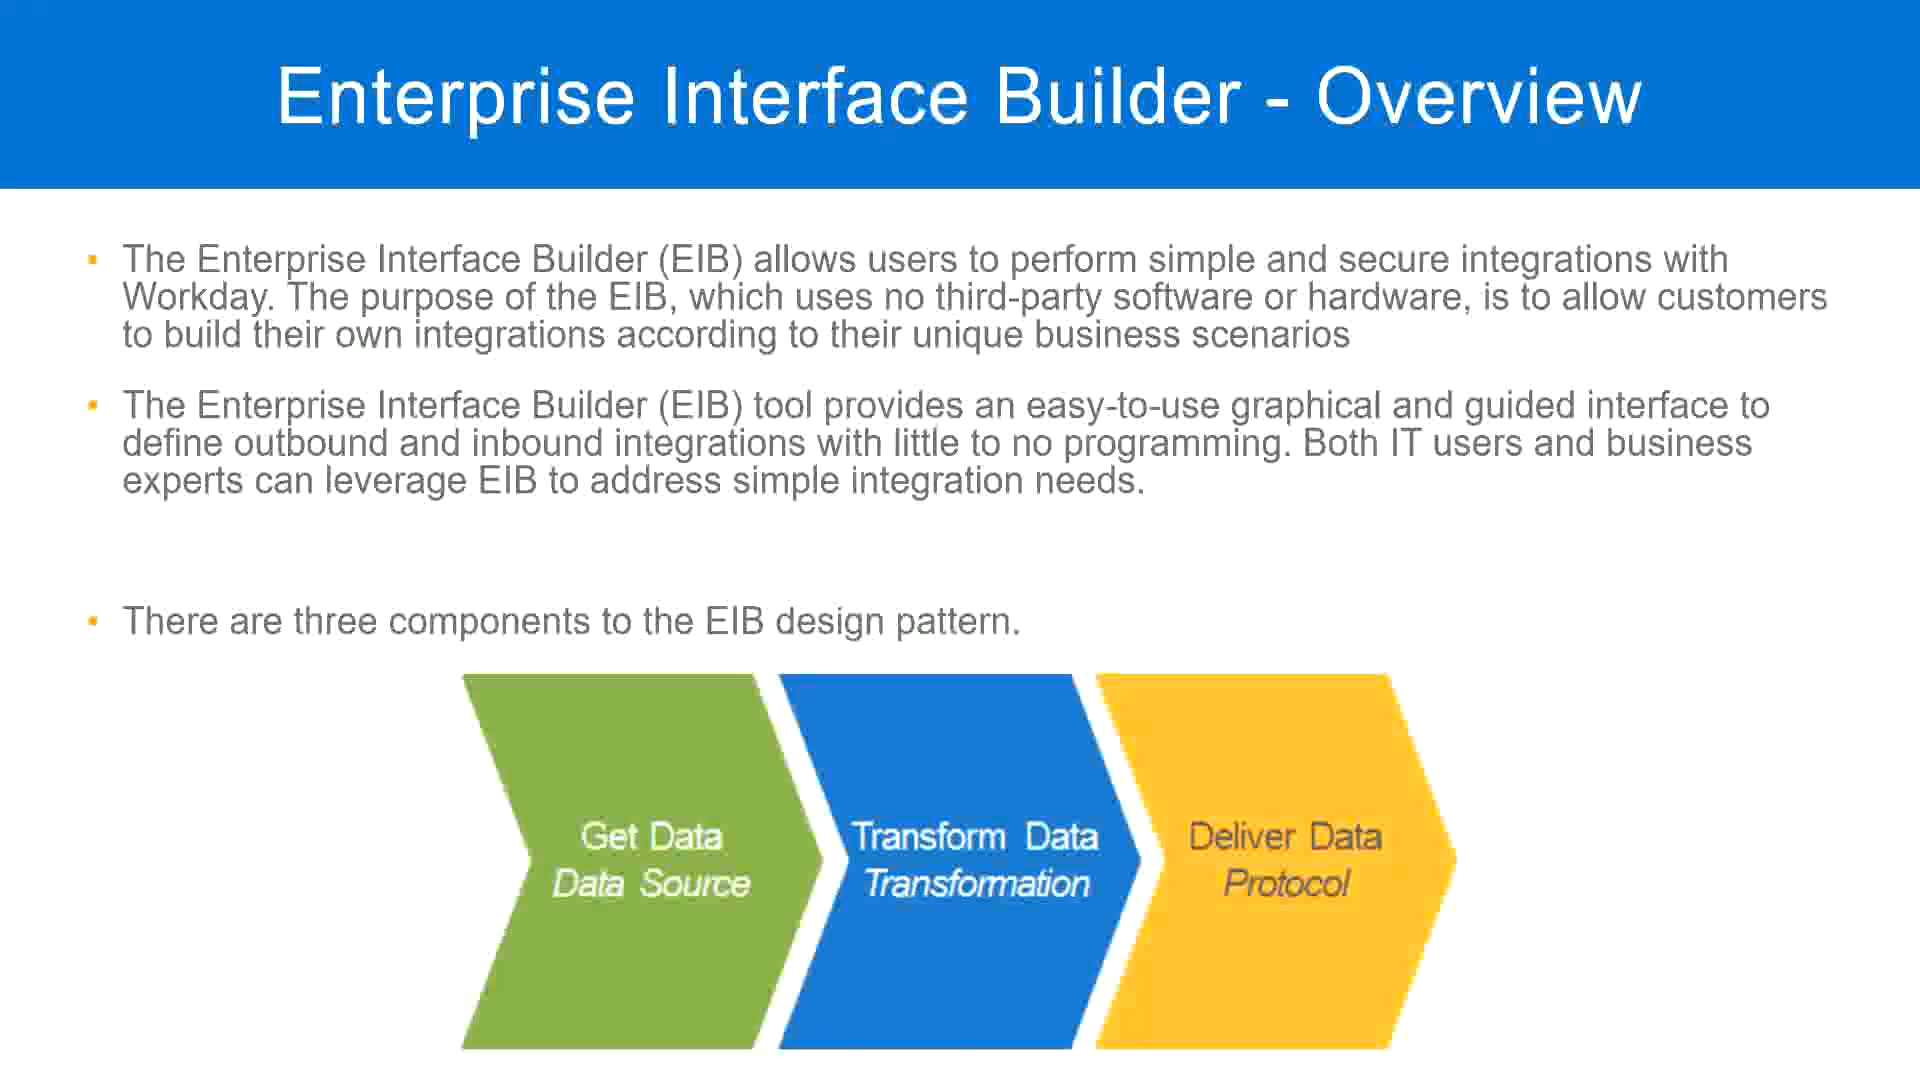 Enterprise Interface Builder - Overview
▪ The Enterprise Interface Builder (EIB) allows users to perform simple and secure integrations with
Workday. The purpose of the EIB, which uses no third-party software or hardware, is to allow customers
to build their own integrations according to their unique business scenarios
▪ The Enterprise Interface Builder (EIB) tool provides an easy-to-use graphical and guided interface to
define outbound and inbound integrations with little to no programming. Both IT users and business
experts can leverage EIB to address simple integration needs.
▪ There are three components to the EIB design pattern.
Get Data
Data Source
Transform Data
Transformation
Deliver Data
Protocol